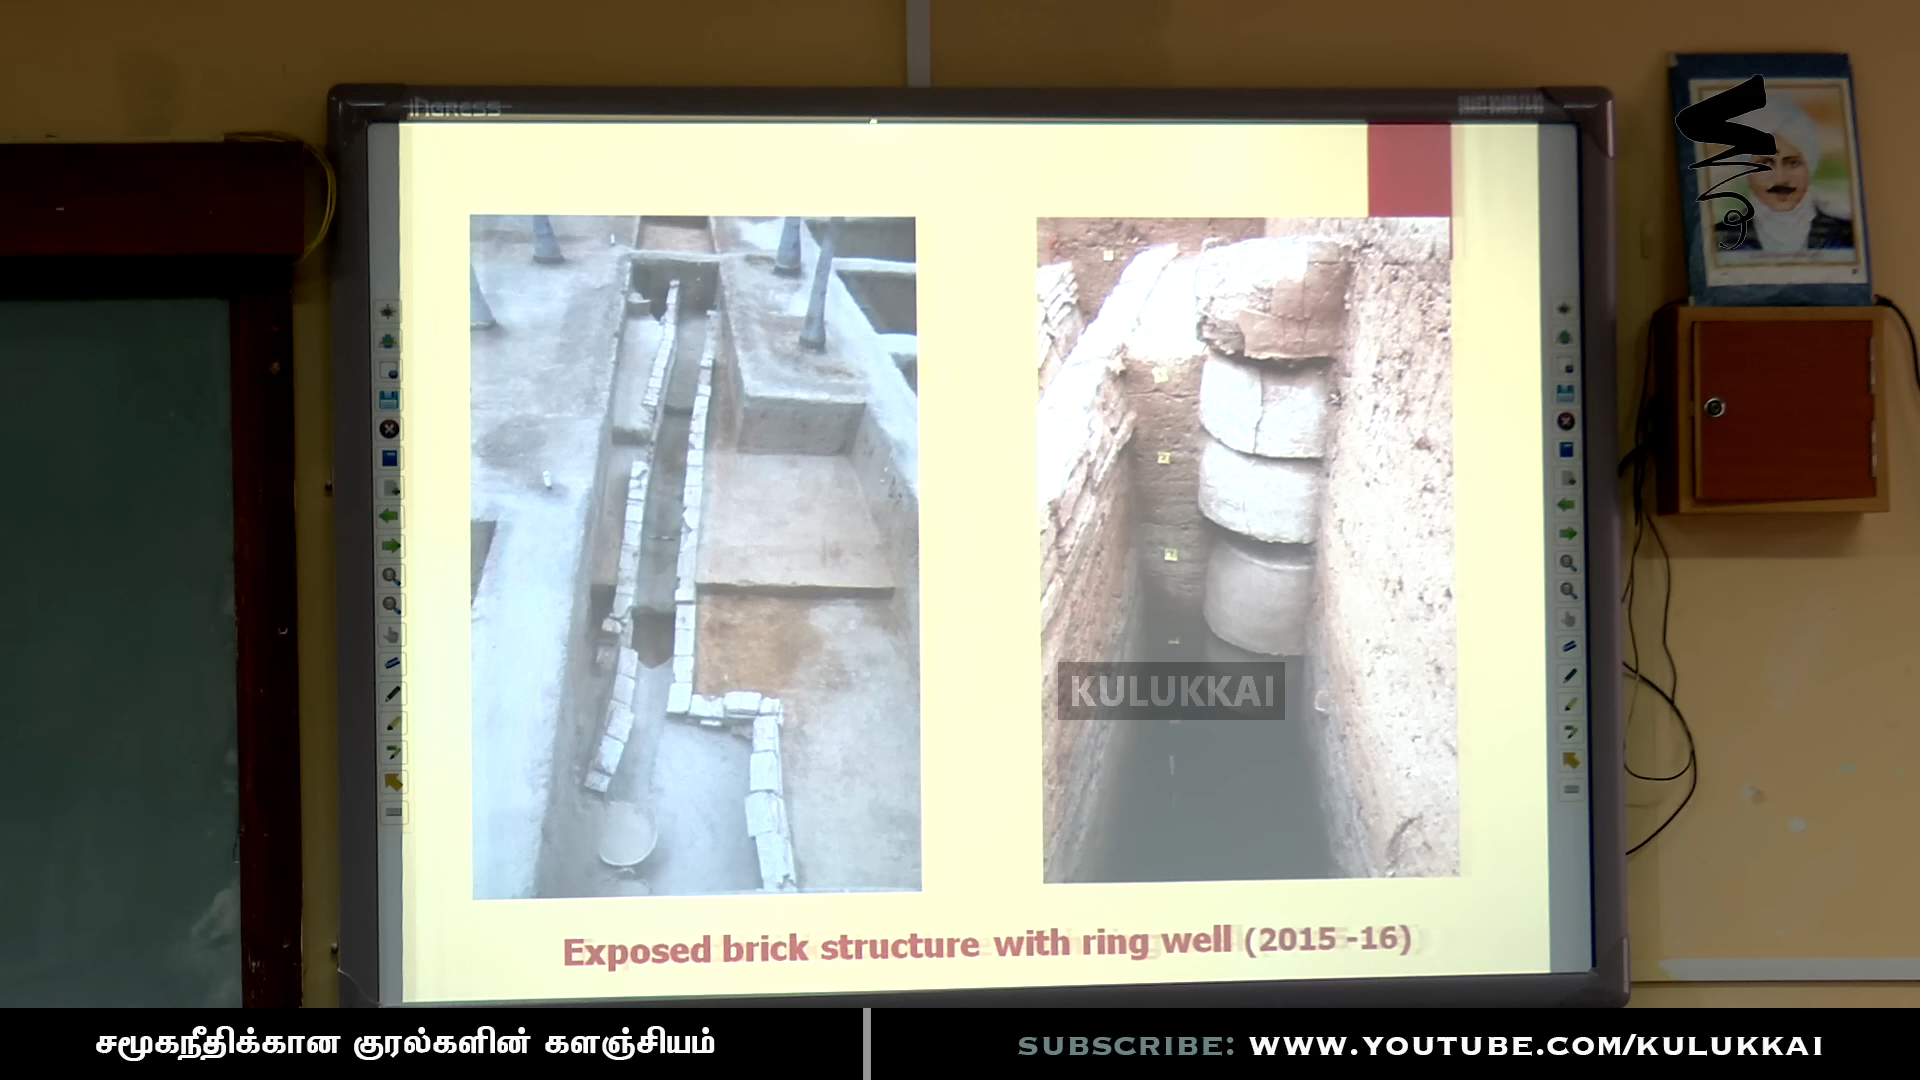 INGRESS
KULUKKAI
Exposed brick structure with ring well (2015 -16)
சமூகநீதிக்கான குரல்களின் களஞ்சியம்
SUBSCRIBE: WWW.YOUTUBE.COM/KULUKKAI